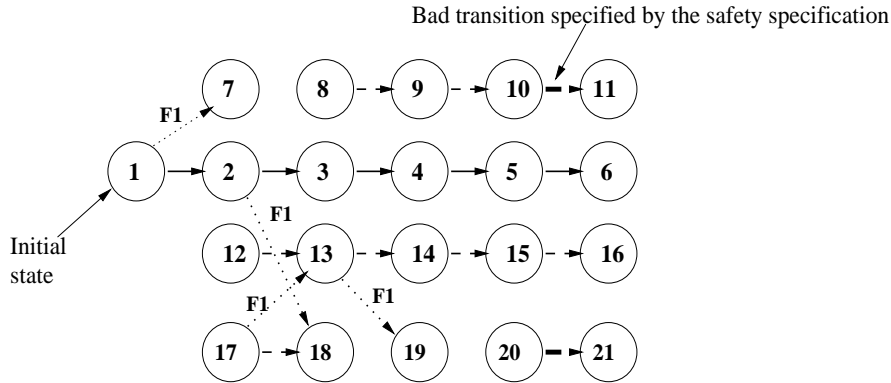 Bad transition specified by the safety specification
7 8 9 10 11
F1
1 2 3 4 5 6
F1
Initial
state
12 13 14 15 16
F1 F1
17 18 19 20 21